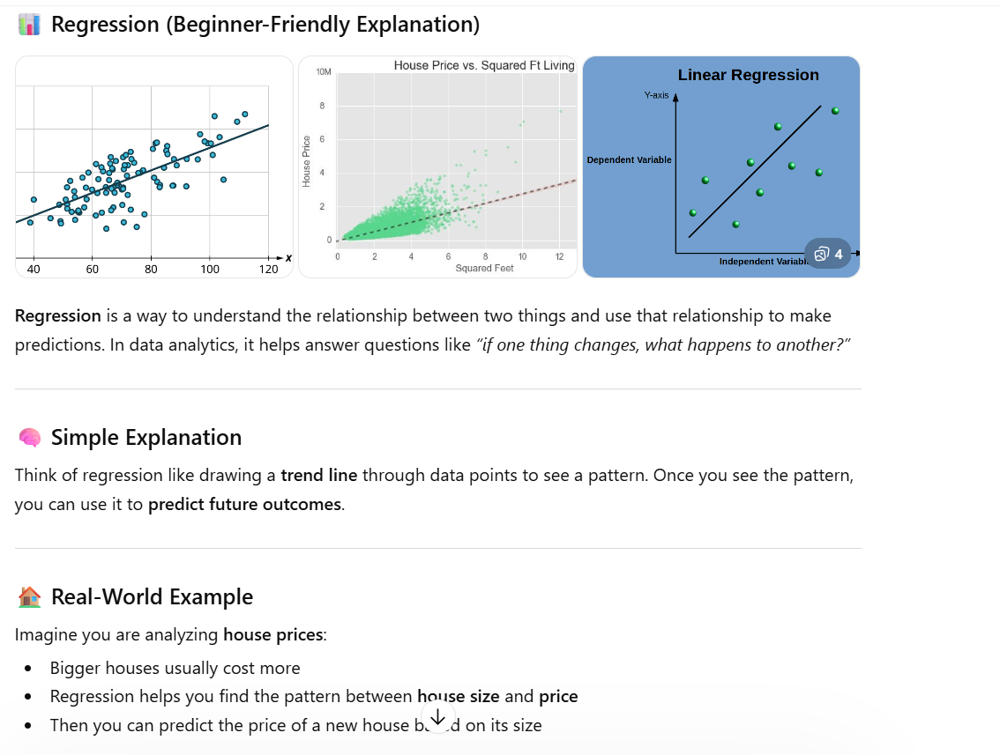 Regression (Beginner-Friendly Explanation)
40 60 80 100 120 x
House Price vs. Squared Ft Living
10M
8
6
4
2
0
House Price
0 2 4 6 8 10 12
Squared Feet
Linear Regression
Y-axis
Dependent Variable
Independent
4
Regression is a way to understand the relationship between two things and use that relationship to make
predictions. In data analytics, it helps answer questions like “if one thing changes, what happens to another?”
Simple Explanation
Think of regression like drawing a trend line through data points to see a pattern. Once you see the pattern,
you can use it to predict future outcomes.
Real-World Example
Imagine you are analyzing house prices:
• Bigger houses usually cost more
• Regression helps you find the pattern between house size and price
• Then you can predict the price of a new house on its size